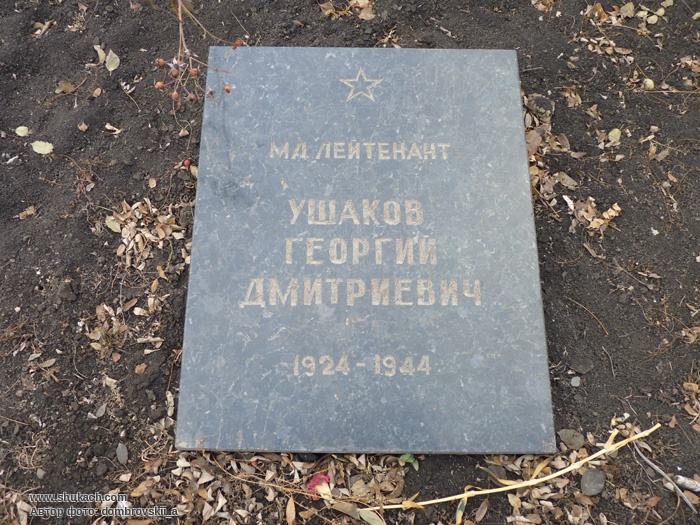 МЛ ЛЕЙТЕНАНТ
УШАКОВ
ГЕОРГИЙ
ДМИТРИЕВИЧ
1924-1944
www.shukach.com
Автор фото: dombrovskii_a